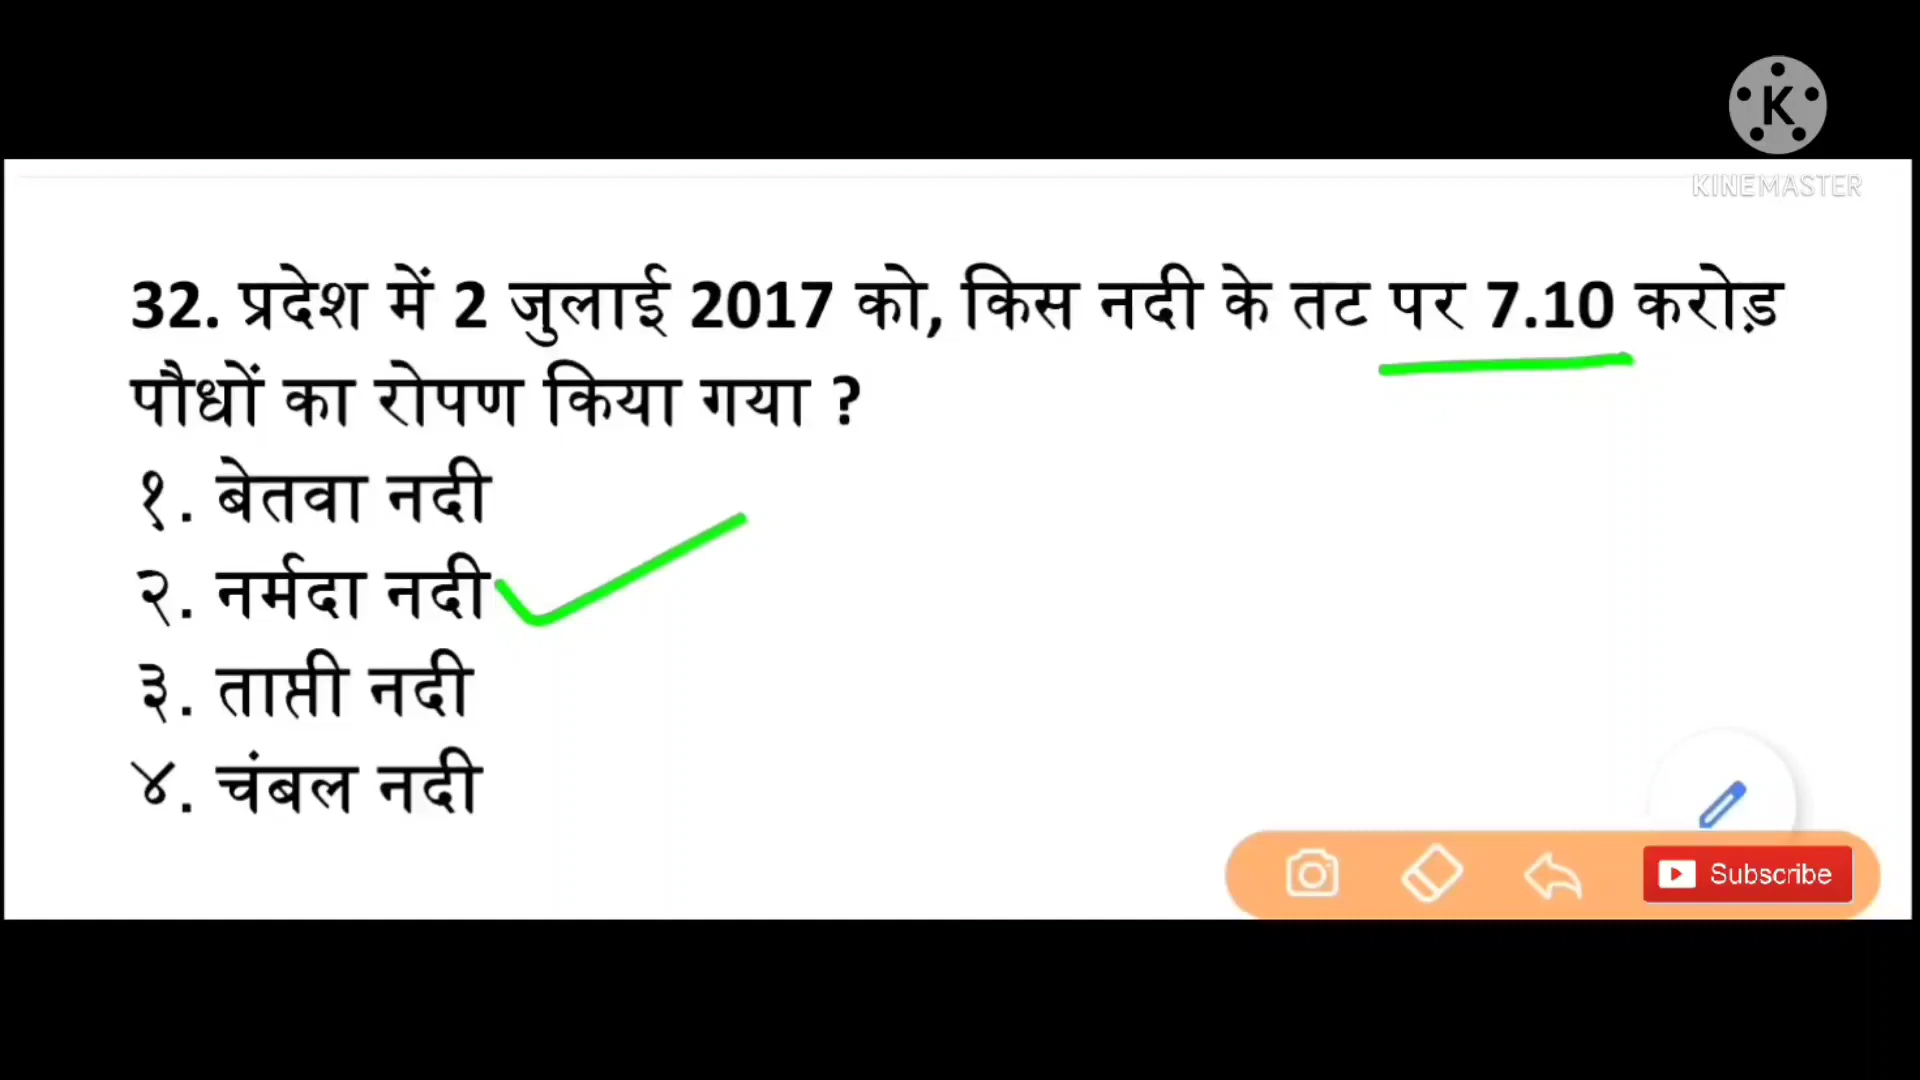 K
KINEMASTER
32. प्रदेश में 2 जुलाई 2017 को, किस नदी के तट पर 7.10 करोड़
पौधों का रोपण किया गया ?
१. बेतवा नदी
२. नर्मदा नदी
३. ताप्ती नदी
४. चंबल नदी
Subscribe